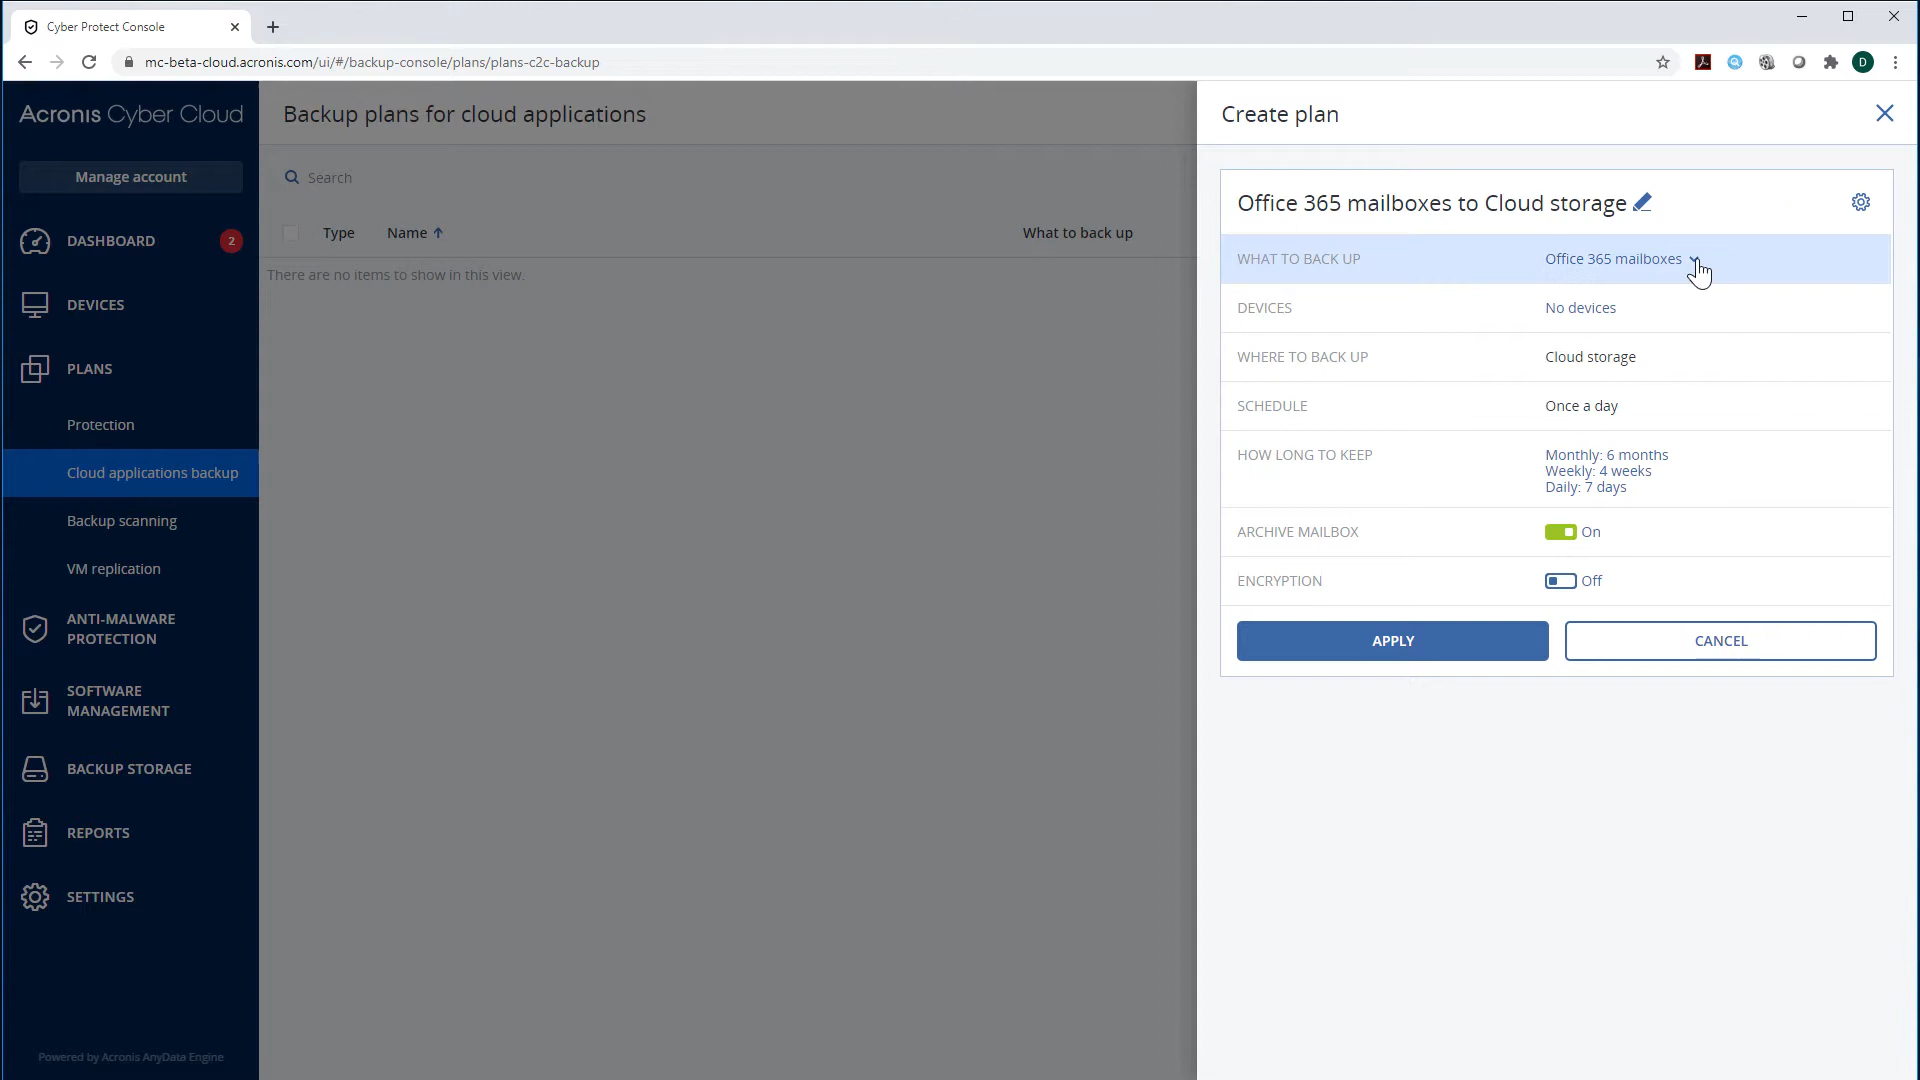 Cyber Protect Console
mc-beta-cloud.acronis.com/ui/#/backup-console/plans/plans-c2c-backup
D
Acronis Cyber Cloud
Manage account
DASHBOARD
2
DEVICES
PLANS
Protection
Cloud applications backup
Backup scanning
VM replication
ANTI-MALWARE
PROTECTION
SOFTWARE
MANAGEMENT
BACKUP STORAGE
REPORTS
SETTINGS
Powered by Acronis AnyData Engine
Backup plans for cloud applications
Search
Type Name What to back up
There are no items to show in this view.
Create plan
Office 365 mailboxes to Cloud storage
WHAT TO BACK UP Office 365 mailboxes
DEVICES No devices
WHERE TO BACK UP Cloud storage
SCHEDULE Once a day
HOW LONG TO KEEP Monthly: 6 months
Weekly: 4 weeks
Daily: 7 days
ARCHIVE MAILBOX On
ENCRYPTION Off
APPLY CANCEL